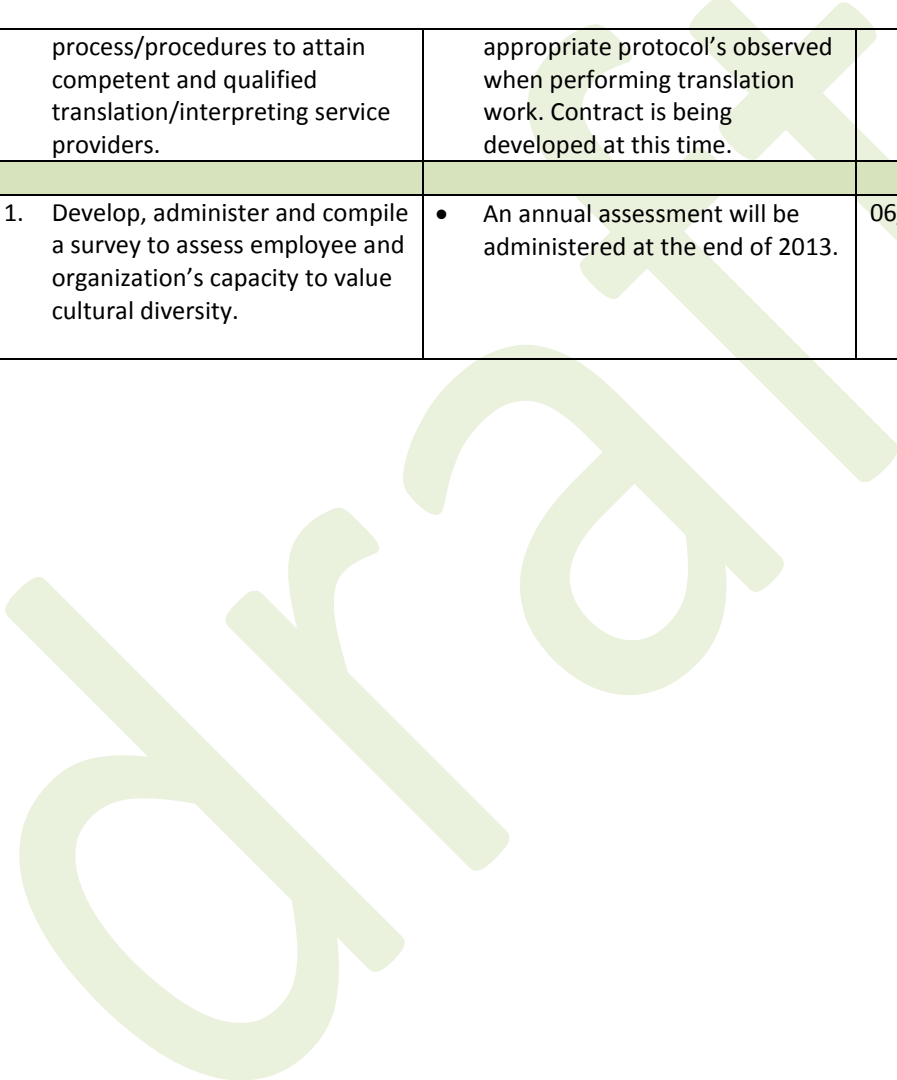 process/procedures to attain
competent and qualified
translation/interpreting service
providers.
appropriate protocol's observed
when performing translation
work. Contract is being
developed at this time.
1. Develop, administer and compile
a survey to assess employee and
organization's capacity to value
cultural diversity.
• An annual assessment will be
administered at the end of 2013.
06
draft